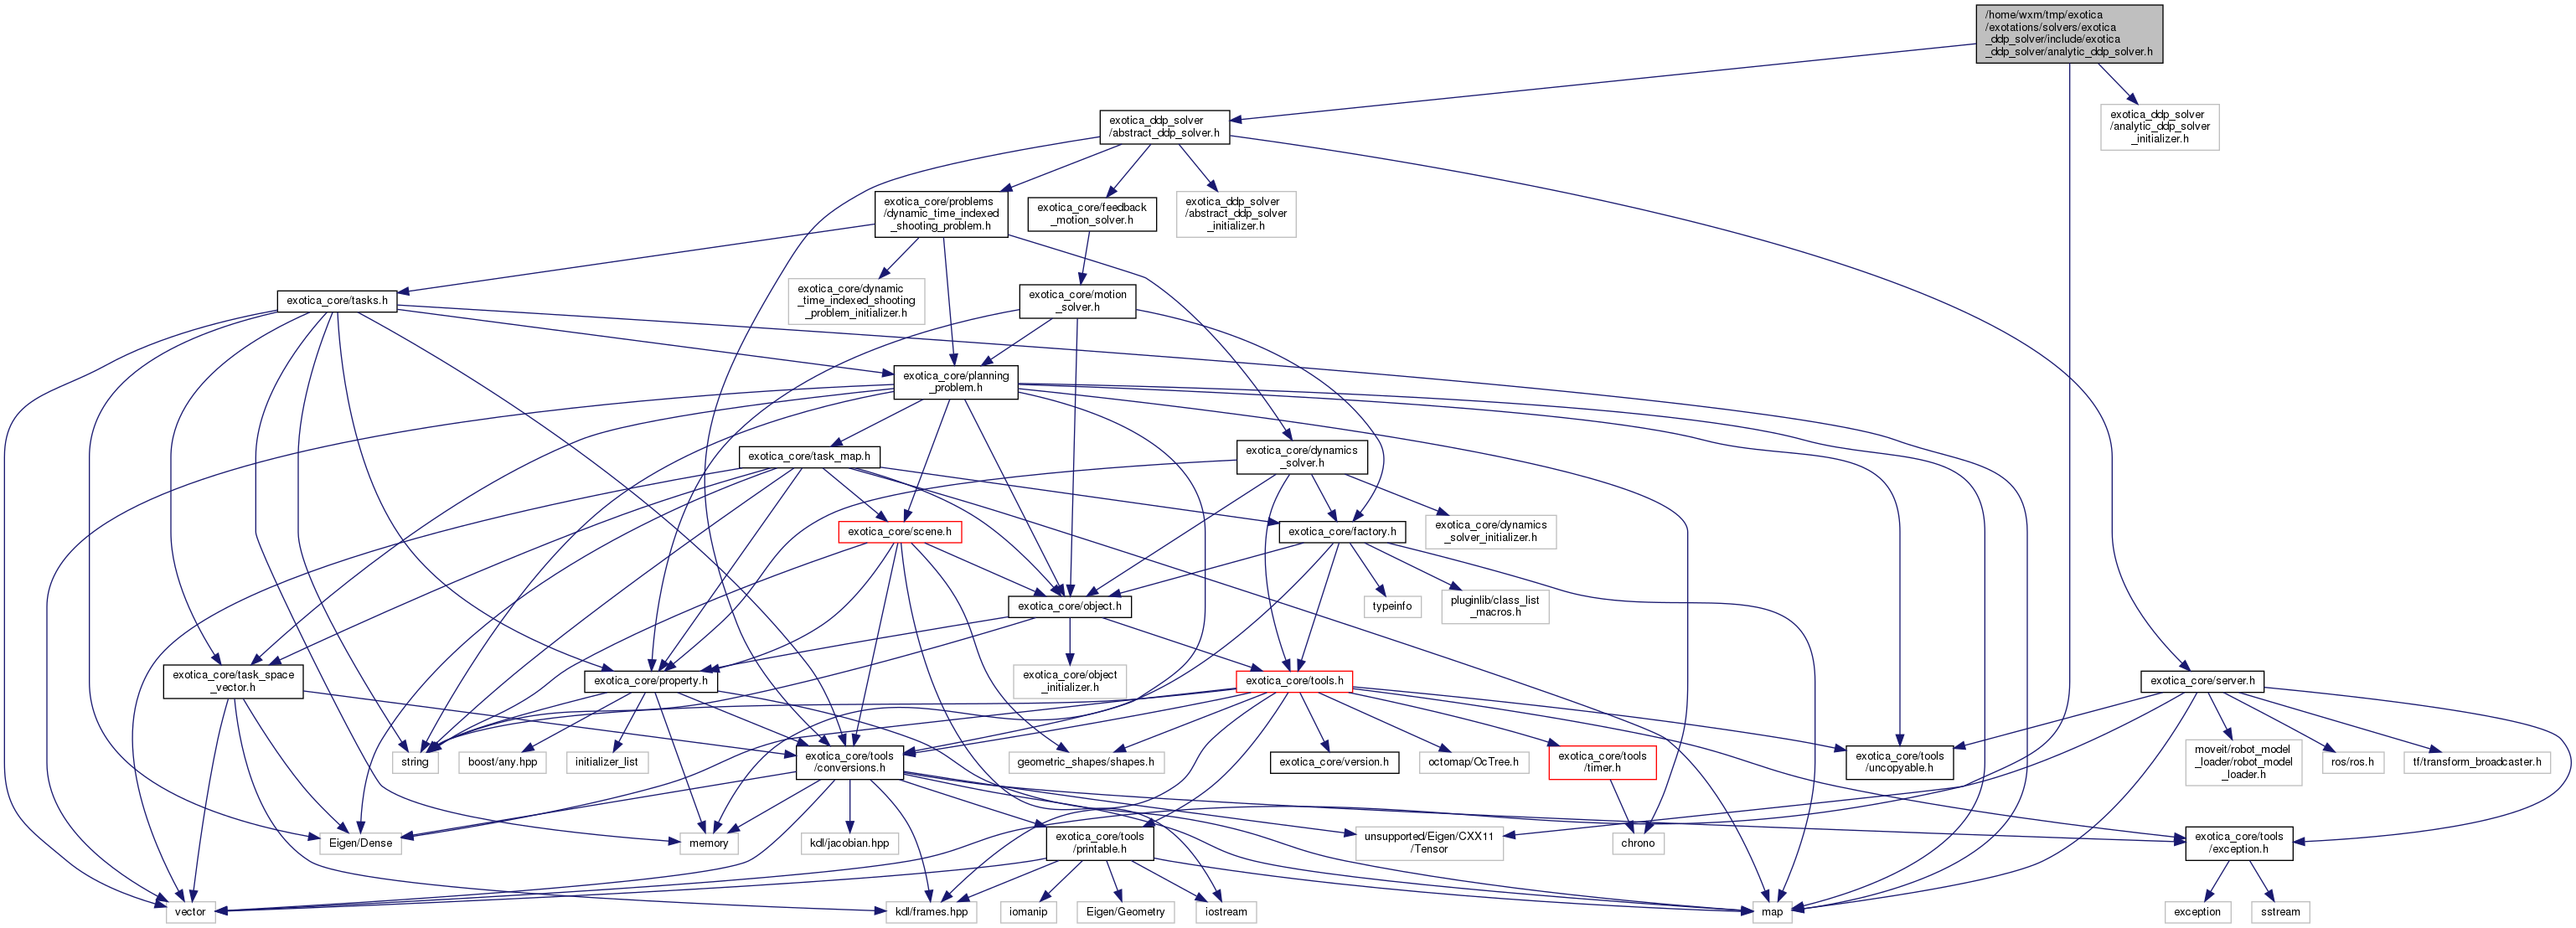 /home/wxm/tmp/exotica
/exotations/solvers/exotica
_ddp_solver/include/exotica
_ddp_solver/analytic_ddp_solver.h
exotica_ddp_solver
/abstract_ddp_solver.h
exotica_ddp_solver
/analytic_ddp_solver
_initializer.h
exotica_core/problems
/dynamic_time_indexed
_shooting_problem.h
exotica_core/feedback
_motion_solver.h
exotica_ddp_solver
/abstract_ddp_solver
_initializer.h
exotica_core/tasks.h
exotica_core/dynamic
_time_indexed_shooting
_problem_initializer.h
exotica_core/motion
_solver.h
exotica_core/planning
_problem.h
exotica_core/task_map.h
exotica_core/dynamics
_solver.h
exotica_core/scene.h
exotica_core/factory.h
exotica_core/dynamics
_solver_initializer.h
exotica_core/object.h
typeinfo
pluginlib/class_list
_macros.h
exotica_core/task_space
_vector.h
exotica_core/property.h
exotica_core/object
_initializer.h
exotica_core/tools.h
exotica_core/server.h
string
boost/any.hpp
initializer_list
exotica_core/tools
/conversions.h
geometric_shapes/shapes.h
exotica_core/version.h
octomap/OcTree.h
exotica_core/tools
/timer.h
exotica_core/tools
/uncopyable.h
moveit/robot_model
_loader/robot_model
_loader.h
ros/ros.h
tf/transform_broadcaster.h
Eigen/Dense
memory
kdl/jacobian.hpp
exotica_core/tools
/printable.h
unsupported/Eigen/CXX11
/Tensor
chrono
exotica_core/tools
/exception.h
vector
kdl/frames.hpp
iomanip
Eigen/Geometry
iostream
map
exception
sstream